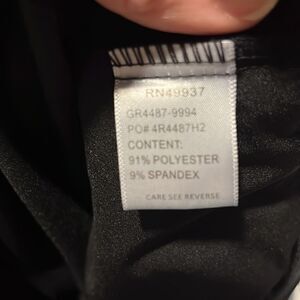 RN49937
GR4487-9994
PO# 4R4487H2
CONTENT:
91% POLYESTER
9% SPANDEX
CARE SEE REVERSE